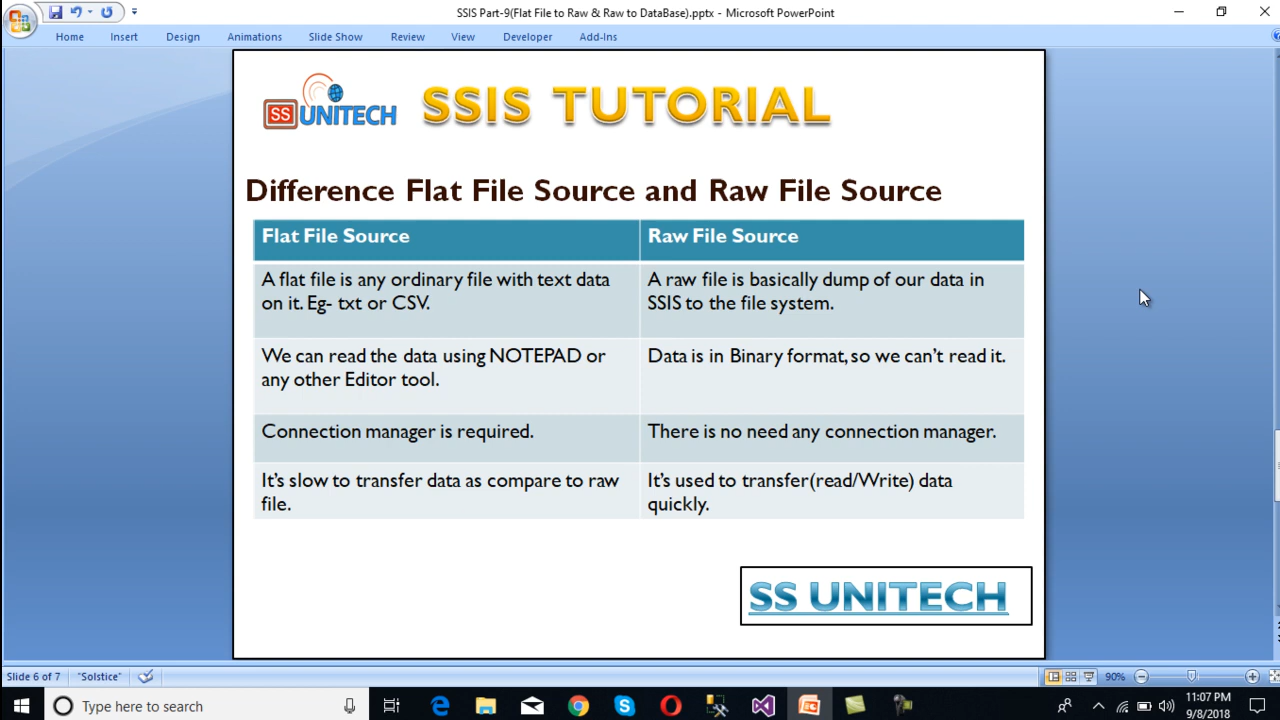 SSIS Part-9(Flat File to Raw & Raw to DataBase).pptx - Microsoft PowerPoint
Home Insert Design Animations Slide Show Review View Developer Add-Ins
SS UNITECH
SSIS TUTORIAL
Difference Flat File Source and Raw File Source
Flat File Source
Raw File Source
A flat file is any ordinary file with text data
on it. Eg- txt or CSV.
A raw file is basically dump of our data in
SSIS to the file system.
We can read the data using NOTEPAD or
any other Editor tool.
Data is in Binary format, so we can't read it.
Connection manager is required.
There is no need any connection manager.
It's slow to transfer data as compare to raw
file.
It's used to transfer(read/Write) data
quickly.
SS UNITECH
Slide 6 of 7 "Solstice" 90%
Type here to search
11:07 PM
9/8/2018